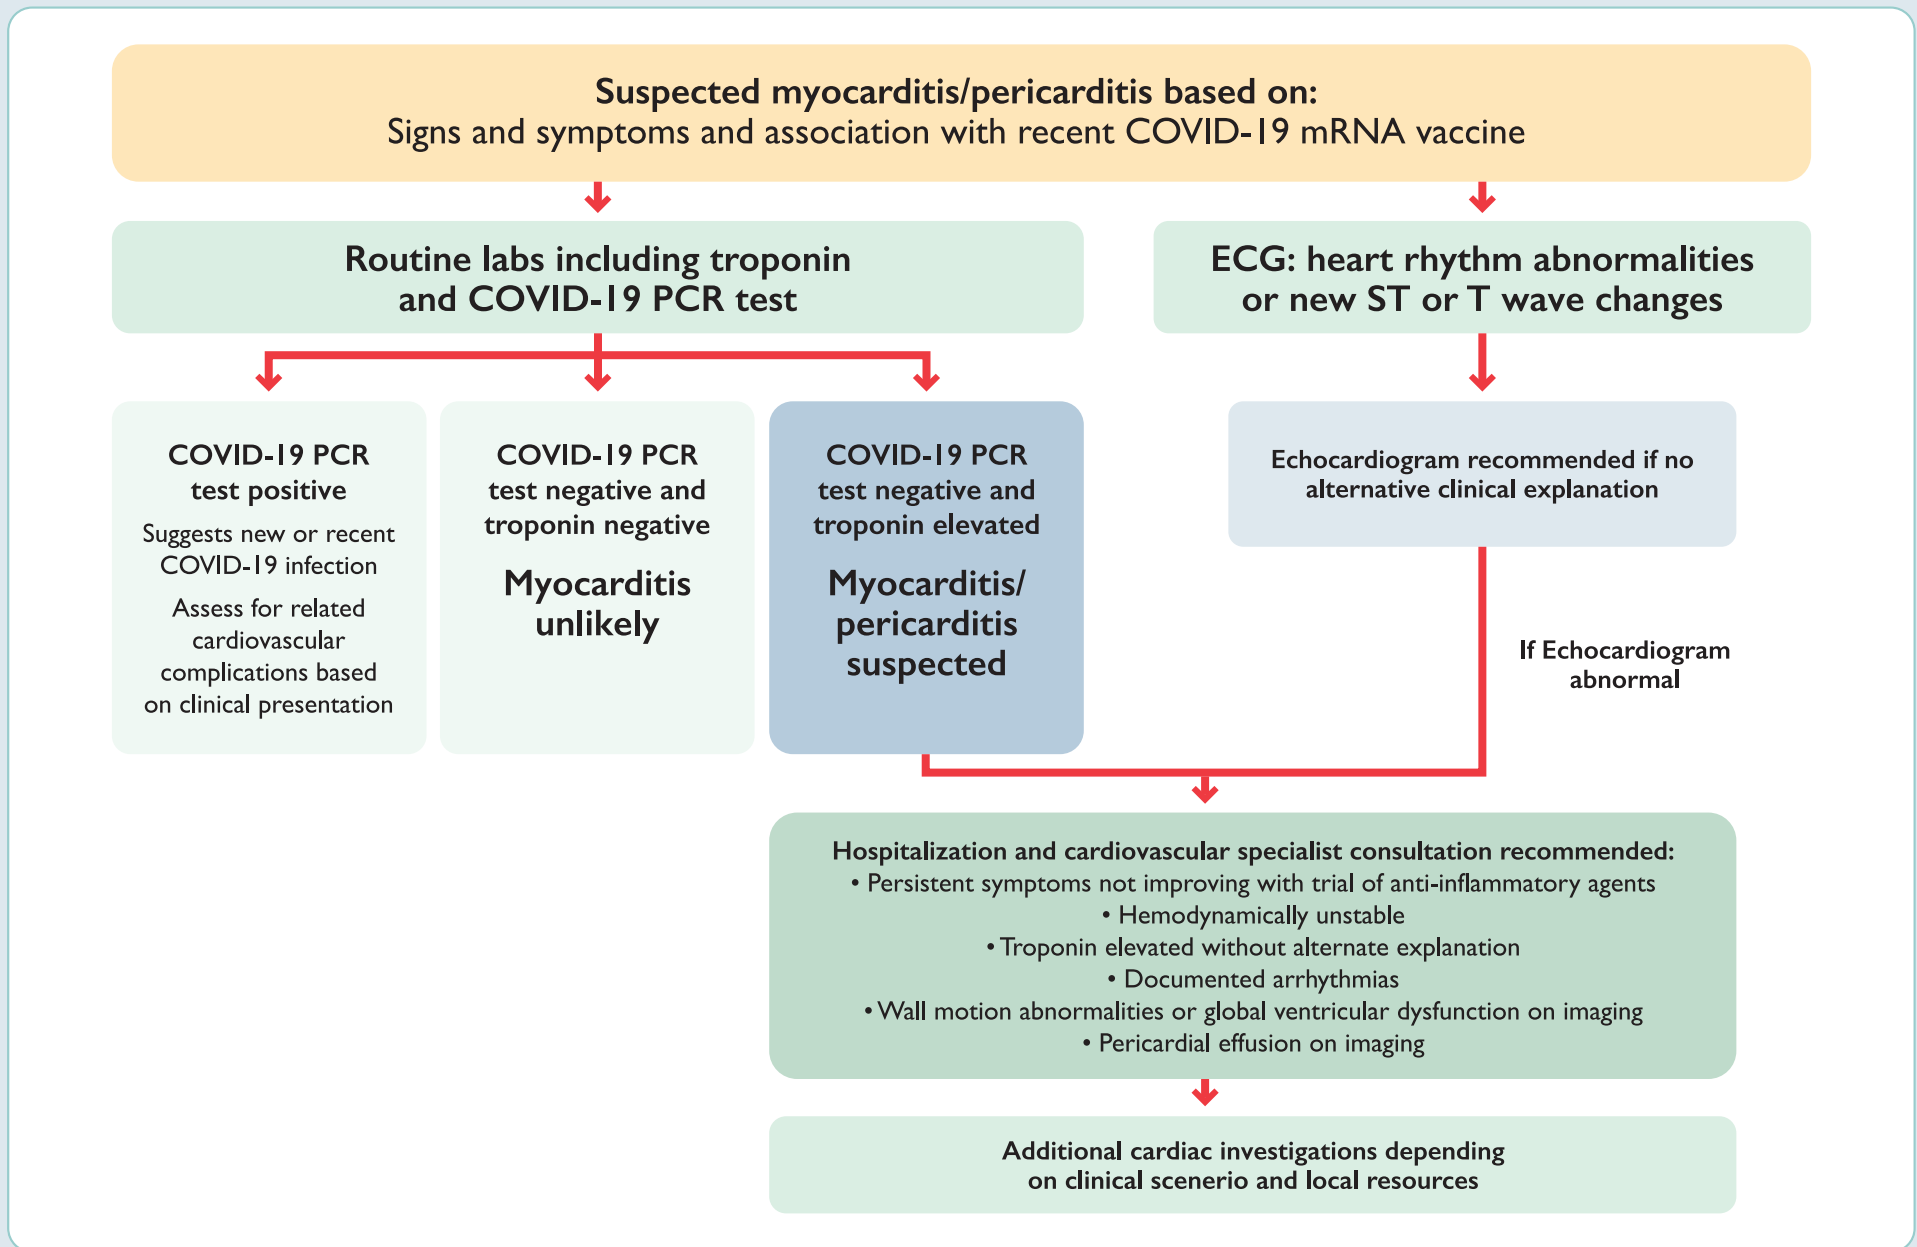 Suspected myocarditis/pericarditis based on:
Signs and symptoms and association with recent COVID-19 mRNA vaccine
Routine labs including troponin
and COVID-19 PCR test
ECG: heart rhythm abnormalities
or new ST or T wave changes
COVID-19 PCR
test positive
Suggests new or recent
COVID-19 infection
Assess for related
cardiovascular
complications based
on clinical presentation
COVID-19 PCR
test negative and
troponin negative
Myocarditis
unlikely
COVID-19 PCR
test negative and
troponin elevated
Myocarditis/
pericarditis
suspected
Echocardiogram recommended if no
alternative clinical explanation
If Echocardiogram
abnormal
Hospitalization and cardiovascular specialist consultation recommended:
• Persistent symptoms not improving with trial of anti-inflammatory agents
• Hemodynamically unstable
• Troponin elevated without alternate explanation
• Documented arrhythmias
• Wall motion abnormalities or global ventricular dysfunction on imaging
• Pericardial effusion on imaging
Additional cardiac investigations depending
on clinical scenerio and local resources